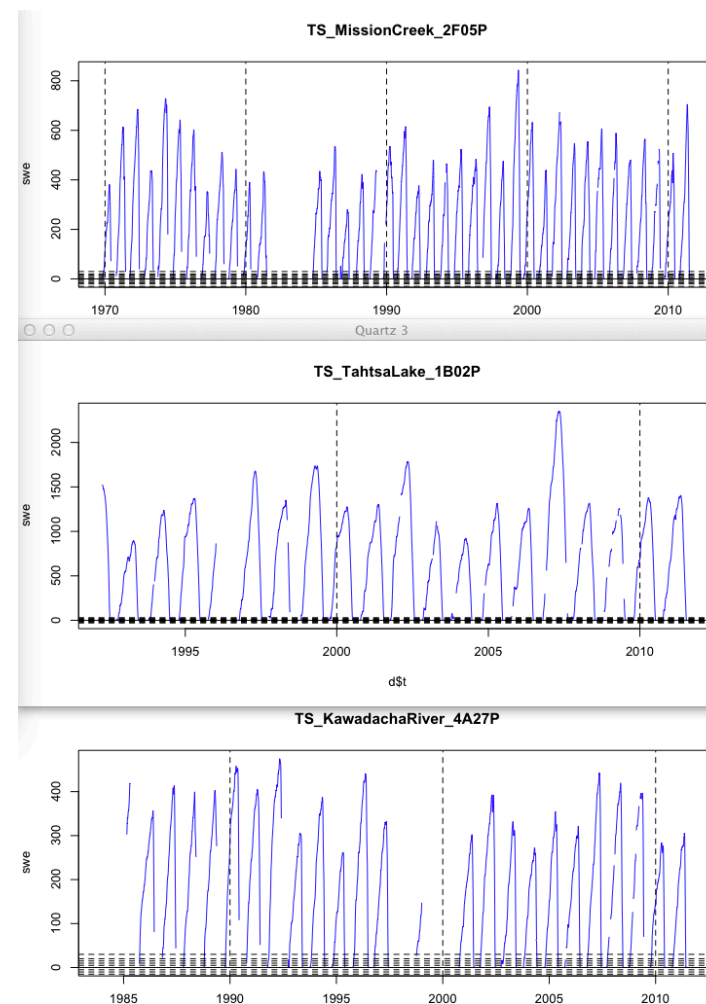 TS_MissionCreek_2F05P
800
600
400
200
0
swe
1970 1980 1990 2000 2010
Quartz 3
TS_TahtsaLake_1B02P
2000
1500
1000
500
0
swe
1995 2000 2005 2010
d$t
TS_KawadachaRiver_4A27P
400
300
200
100
0
swe
1985 1990 1995 2000 2005 2010